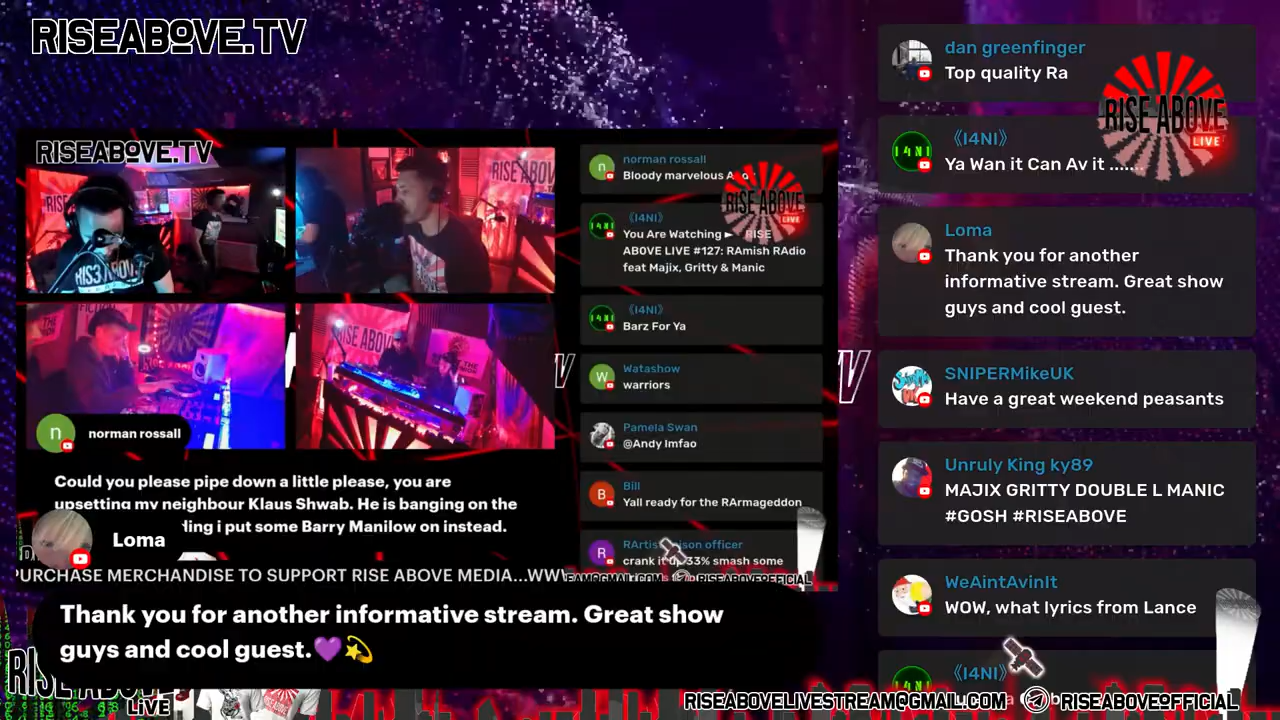 RISEABOVE.TV
RISEABOVE.TV
norman rossall
Could you please pipe down a little please, you are
upsetting my neighbour Klaus Shwab. He is banging on the
i put some Barry Manilow on instead.
norman rossall
Bloody marvelous
《I4NI》
You Are Watching ► RISE
ABOVE LIVE #127: RAmish RAdio
feat Majix, Gritty & Manic
《I4NI》
Barz For Ya
Watashow
warriors
Pamela Swan
@Andy lmfao
Bill
Yall ready for the RArmageddon
crank it 33% smash some
RISE ABOVE
LIVE
Loma
PURCHASE MERCHANDISE TO SUPPORT RISE ABOVE MEDIA...WW
RISEABOVEOFFICIAL
Thank you for another informative stream. Great show
guys and cool guest.💜💫
dan greenfinger
Top quality Ra
RISE ABOVE
LIVE
《I4NI》
Ya Wan it Can Av it .......
Loma
Thank you for another
informative stream. Great show
guys and cool guest.
SNIPERMikeUK
Have a great weekend peasants
Unruly King ky89
MAJIX GRITTY DOUBLE L MANIC
#GOSH #RISEABOVE
WeAintAvinIt
WOW, what lyrics from Lance
《I4NI》
LIVE
RISEABOVELIVESTREAM@GMAIL.COM
RISEABOVEOFFICIAL